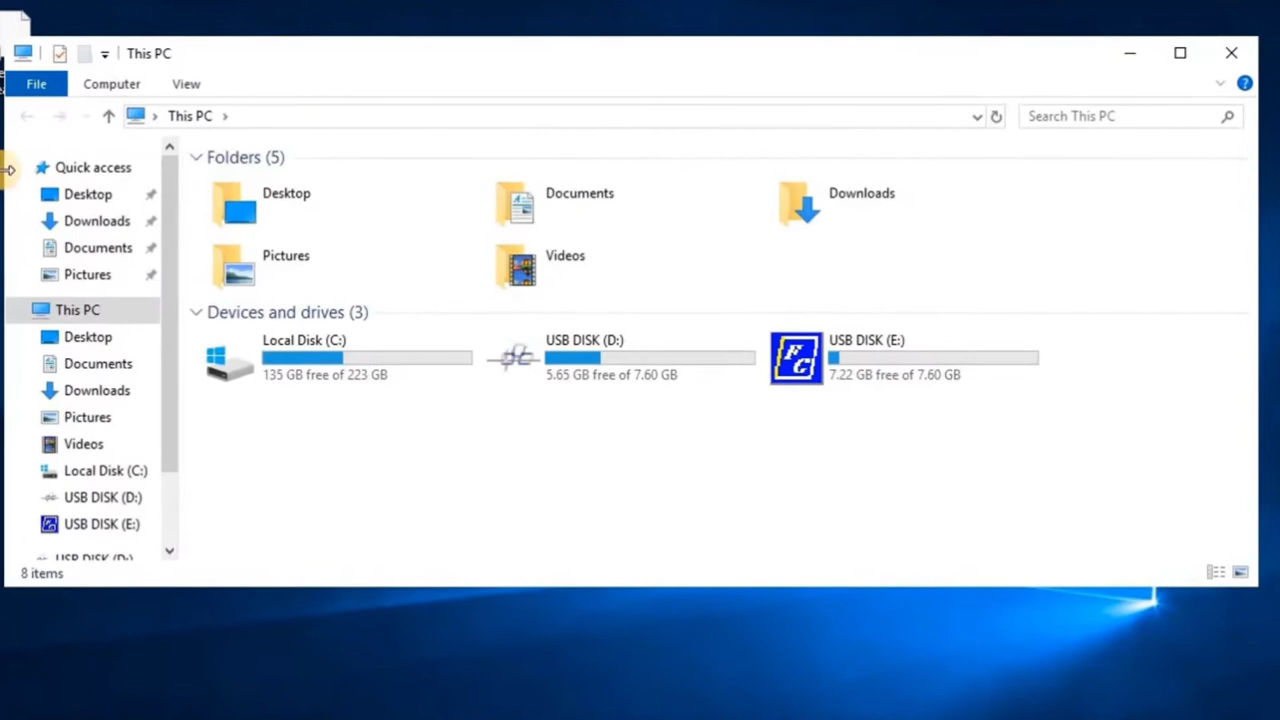 This PC
File
Computer
View
This PC
Search This PC
Quick access
Desktop
Downloads
Documents
Pictures
This PC
Desktop
Documents
Downloads
Pictures
Videos
Local Disk (C:)
USB DISK (D:)
USB DISK (E:)
USB DISK (D:)
Folders (5)
Desktop
Documents
Downloads
Pictures
Videos
Devices and drives (3)
Local Disk (C:)
135 GB free of 223 GB
USB DISK (D:)
5.65 GB free of 7.60 GB
USB DISK (E:)
7.22 GB free of 7.60 GB
8 items